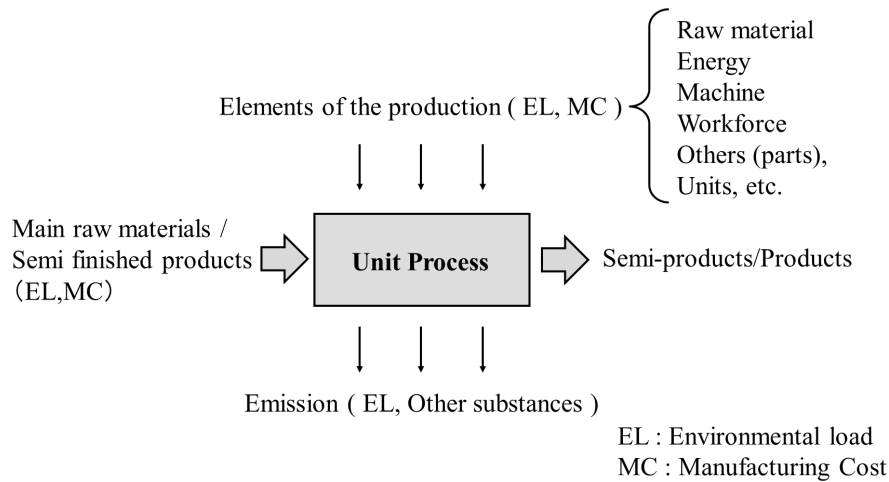 Raw material
Energy
Machine
Workforce
Others (parts),
Units, etc.
Elements of the production ( EL, MC )
Main raw materials /
Semi finished products
（EL,MC）
Unit Process
Semi-products/Products
Emission ( EL, Other substances )
EL : Environmental load
MC : Manufacturing Cost